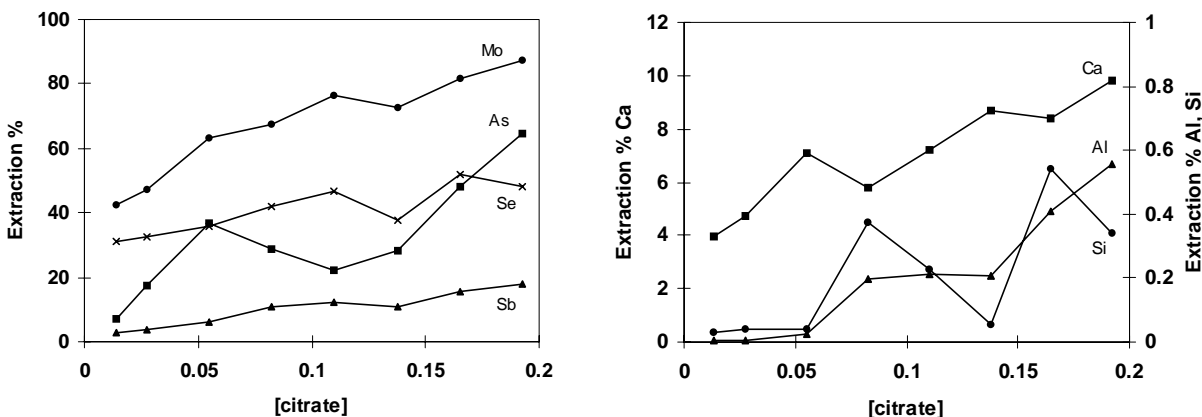 100
80
60
40
20
0
0
0.05
0.1
0.15
0.2
Extraction %
[citrate]
Mo
As
Se
Sb
12
10
8
6
4
2
0
0
0.05
0.1
0.15
0.2
Extraction % Ca
[citrate]
Ca
Al
Si
1
0.8
0.6
0.4
0.2
0
Extraction % Al, Si